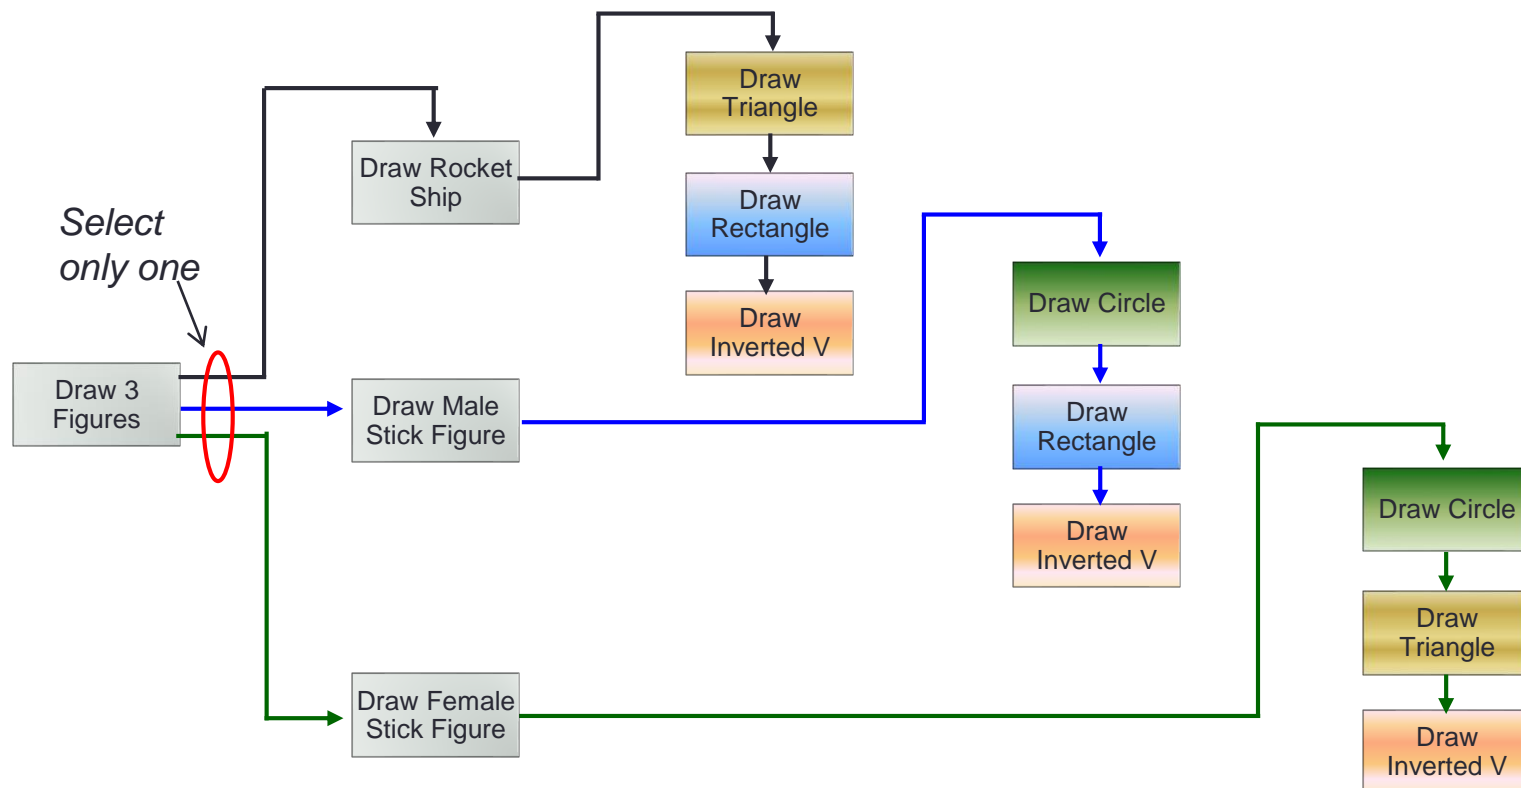 Select
only one
Draw 3
Figures
Draw Rocket
Ship
Draw
Triangle
Draw
Rectangle
Draw
Inverted V
Draw Male
Stick Figure
Draw Circle
Draw
Rectangle
Draw
Inverted V
Draw Female
Stick Figure
Draw Circle
Draw
Triangle
Draw
Inverted V